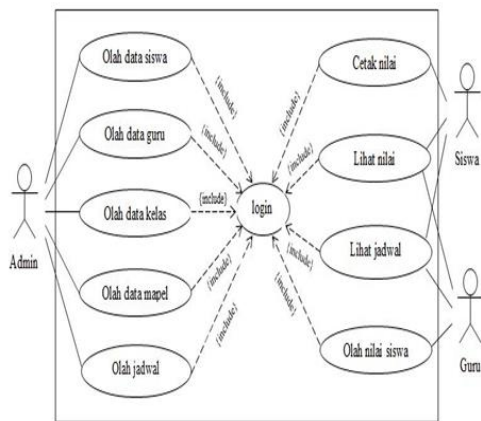 Olah data siswa
{include}
Cetak nilai
{include}
Olah data guru
{include}
Lihat nilai
{include}
Siswa
Olah data kelas
{include}
login
Admin
Lihat jadwal
{include}
Olah data mapel
{include}
Olah jadwal
{include}
Olah nilai siswa
{include}
Guru